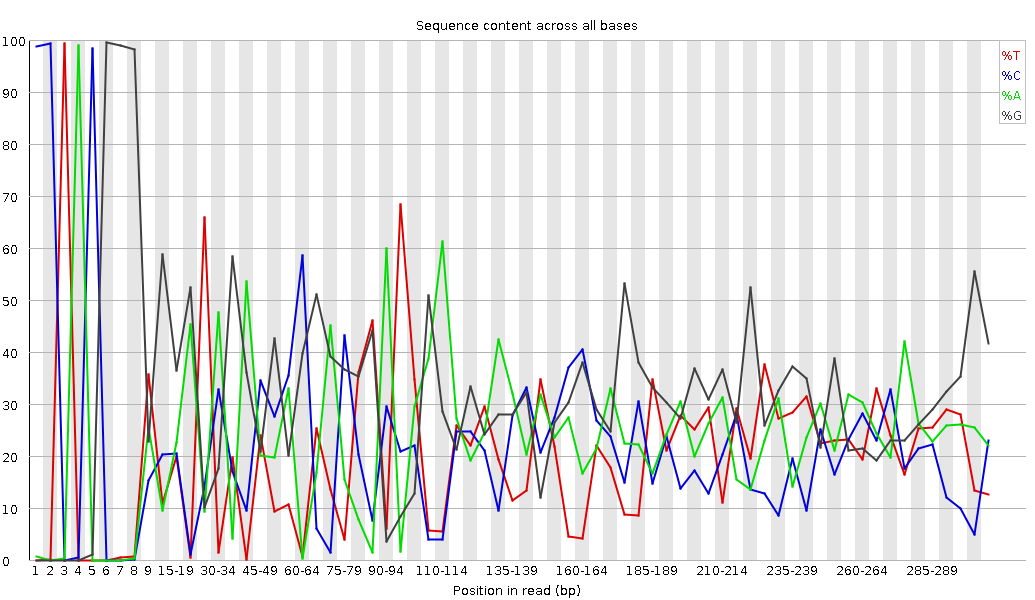 Sequence content across all bases
100
90
80
70
60
50
40
30
20
10
0
%T
%C
%A
%G
1 2 3 4 5 6 7 8 9 15-19 30-34 45-49 60-64 75-79 90-94 110-114 135-139 160-164 185-189 210-214 235-239 260-264 285-289
Position in read (bp)